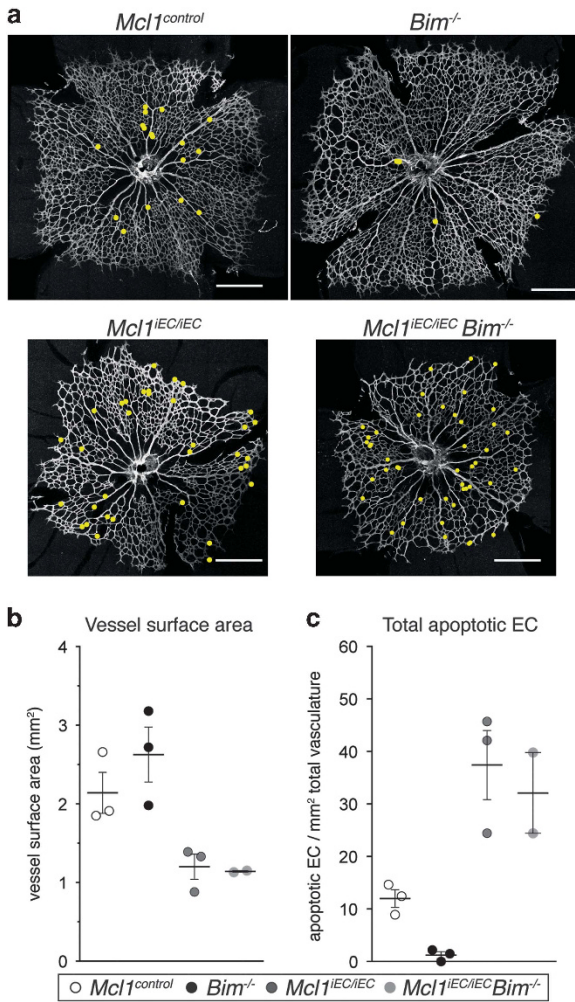 a
Mcl1control
Bim-/-
Mcl1iEC/iEC
Mcl1iEC/iEC Bim-/-
b
Vessel surface area
vessel surface area (mm2)
4
3
2
1
0
c
Total apoptotic EC
apoptotic EC / mm2 total vasculature
60
50
40
30
20
10
0
Mcl1control
Bim-/-
Mcl1iEC/iEC
Mcl1iEC/iECBim-/-